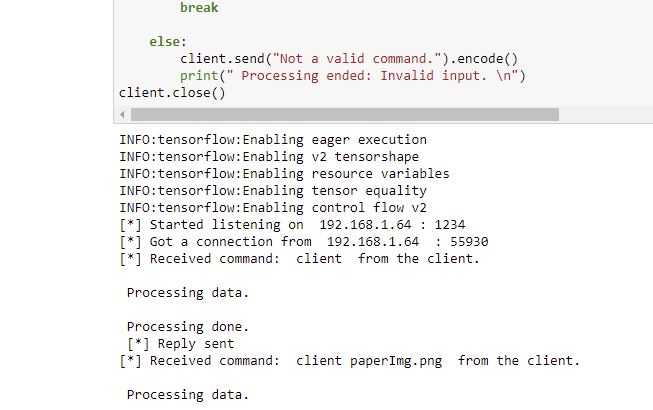 break
else:
client.send("Not a valid command.").encode()
print(" Processing ended: Invalid input. \n")
client.close()
INFO:tensorflow:Enabling eager execution
INFO:tensorflow:Enabling v2 tensorshape
INFO:tensorflow:Enabling resource variables
INFO:tensorflow:Enabling tensor equality
INFO:tensorflow:Enabling control flow v2
[*] Started listening on  192.168.1.64 : 1234
[*] Got a connection from  192.168.1.64  : 55930
[*] Received command:  client  from the client.
Processing data.
Processing done.
[*] Reply sent
[*] Received command:  client paperImg.png  from the client.
Processing data.